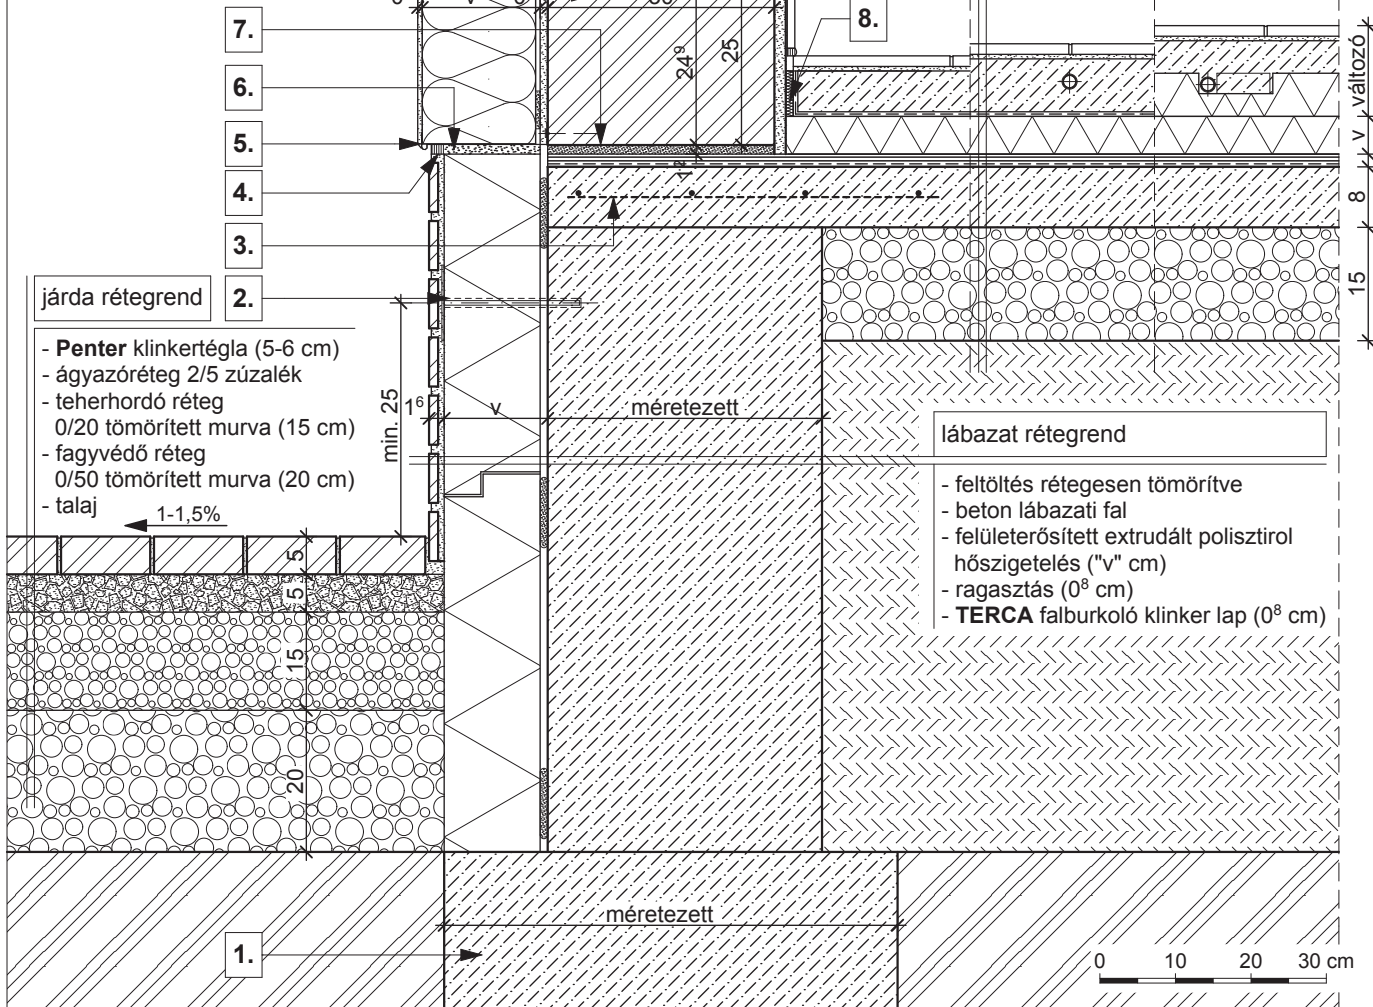 7.
6.
5.
4.
3.
2.
8.
24⁹
25
1²
változó
v
8
15
járda rétegrend
- Penter klinkertégla (5-6 cm)
- ágyazóréteg 2/5 zúzalék
- teherhordó réteg
0/20 tömörített murva (15 cm)
- fagyvédő réteg
0/50 tömörített murva (20 cm)
- talaj
1-1,5%
min. 25
1⁶
v
méretezett
lábazat rétegrend
- feltöltés rétegesen tömörítve
- beton lábazati fal
- felületerősített extrudált polisztirol
hőszigetelés ("v" cm)
- ragasztás (0⁸ cm)
- TERCA falburkoló klinker lap (0⁸ cm)
5
5
15
20
méretezett
1.
0 10 20 30 cm